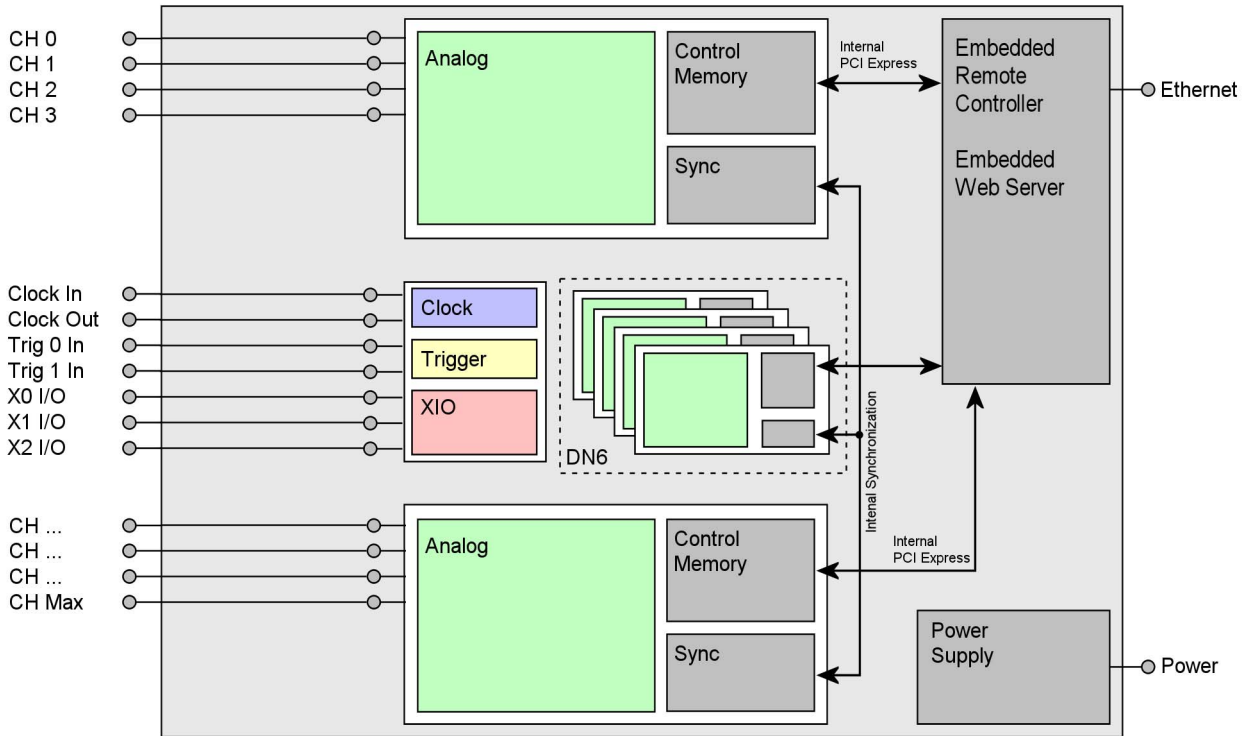 CH 0
CH 1
CH 2
CH 3
Analog
Control
Memory
Sync
Internal
PCI Express
Embedded
Remote
Controller
Embedded
Web Server
Ethernet
Clock In
Clock Out
Trig 0 In
Trig 1 In
X0 I/O
X1 I/O
X2 I/O
Clock
Trigger
XIO
DN6
Intenal Synchronization
CH ...
CH ...
CH ...
CH Max
Analog
Control
Memory
Sync
Internal
PCI Express
Power
Supply
Power